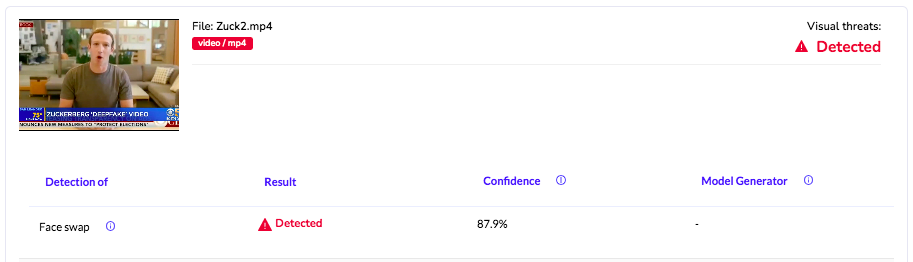 File: Zuck2.mp4
video / mp4
Visual threats:
Detected
73°
ZUCKERBERG 'DEEPFAKE' VIDEO
NOUNCES NEW MEASURES TO "PROTECT ELECTIONS"
Detection of
Result
Confidence
Model Generator
Face swap
Detected
87.9%
-